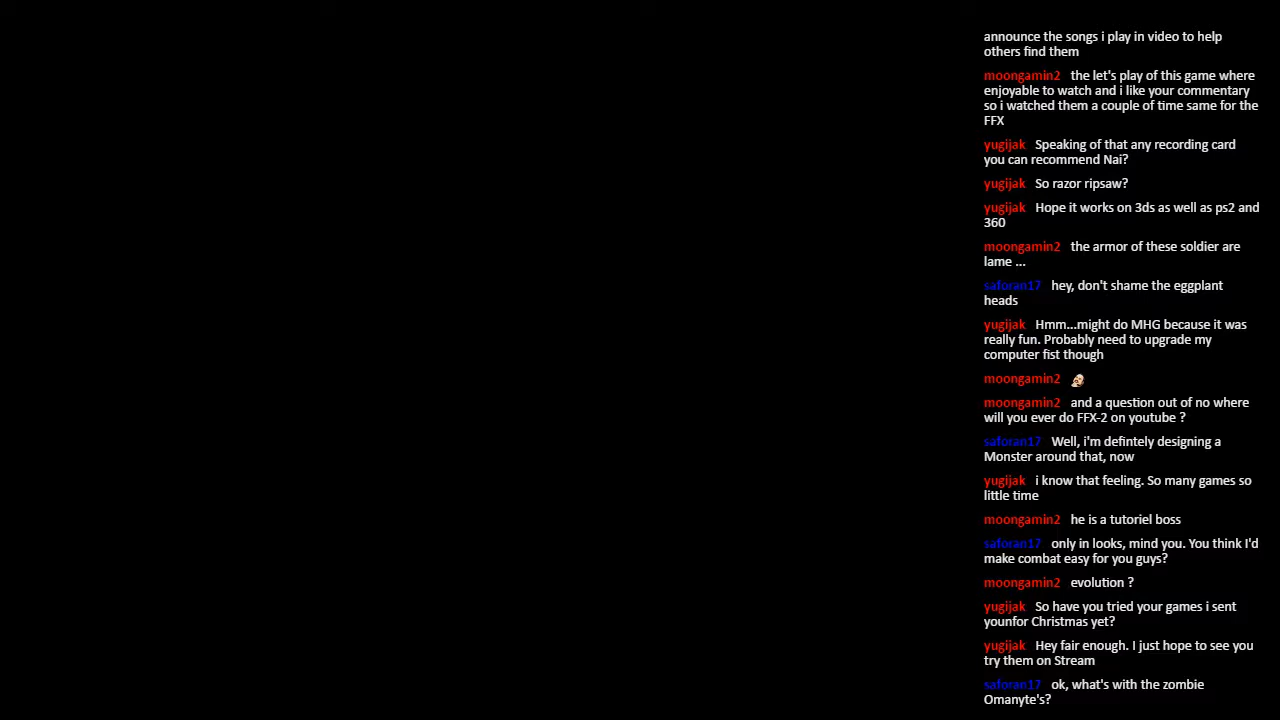 announce the songs i play in video to help
others find them
moongamin2 the let's play of this game where
enjoyable to watch and i like your commentary
so i watched them a couple of time same for the
FFX
yugijak Speaking of that any recording card
you can recommend Nai?
yugijak So razor ripsaw?
yugijak Hope it works on 3ds as well as ps2 and
360
moongamin2 the armor of these soldier are
lame ...
saforan17 hey, don't shame the eggplant
heads
yugijak Hmm...might do MHG because it was
really fun. Probably need to upgrade my
computer fist though
moongamin2
moongamin2 and a question out of no where
will you ever do FFX-2 on youtube ?
saforan17 Well, i'm defintely designing a
Monster around that, now
yugijak i know that feeling. So many games so
little time
moongamin2 he is a tutoriel boss
saforan17 only in looks, mind you. You think I'd
make combat easy for you guys?
moongamin2 evolution ?
yugijak So have you tried your games i sent
younfor Christmas yet?
yugijak Hey fair enough. I just hope to see you
try them on Stream
saforan17 ok, what's with the zombie
Omanyte's?